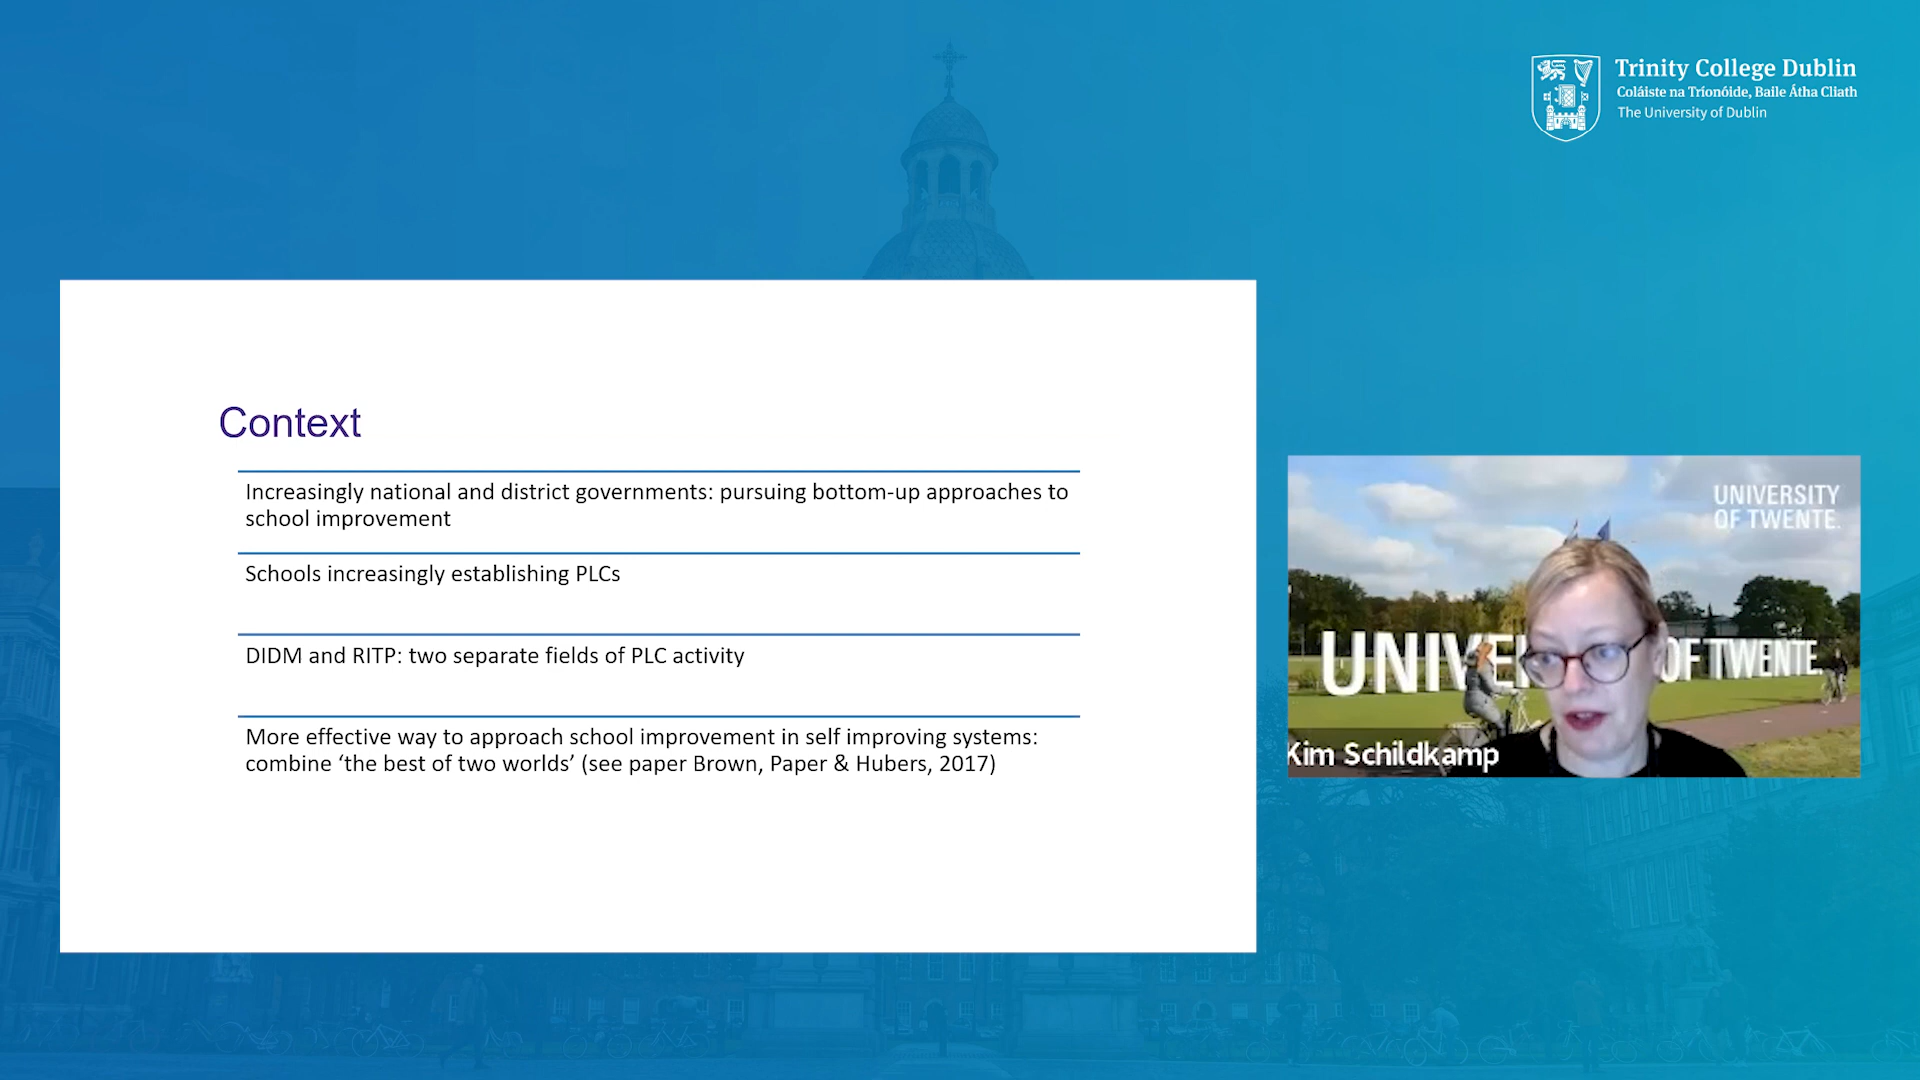 Trinity College Dublin
Coláiste na Tríonóide, Baile Átha Cliath
The University of Dublin
Context
Increasingly national and district governments: pursuing bottom-up approaches to
school improvement
Schools increasingly establishing PLCs
DIDM and RITP: two separate fields of PLC activity
More effective way to approach school improvement in self improving systems:
combine ‘the best of two worlds’ (see paper Brown, Paper & Hubers, 2017)
UNIVERSITY
OF TWENTE.
OF TWENTE.
Kim Schildkamp